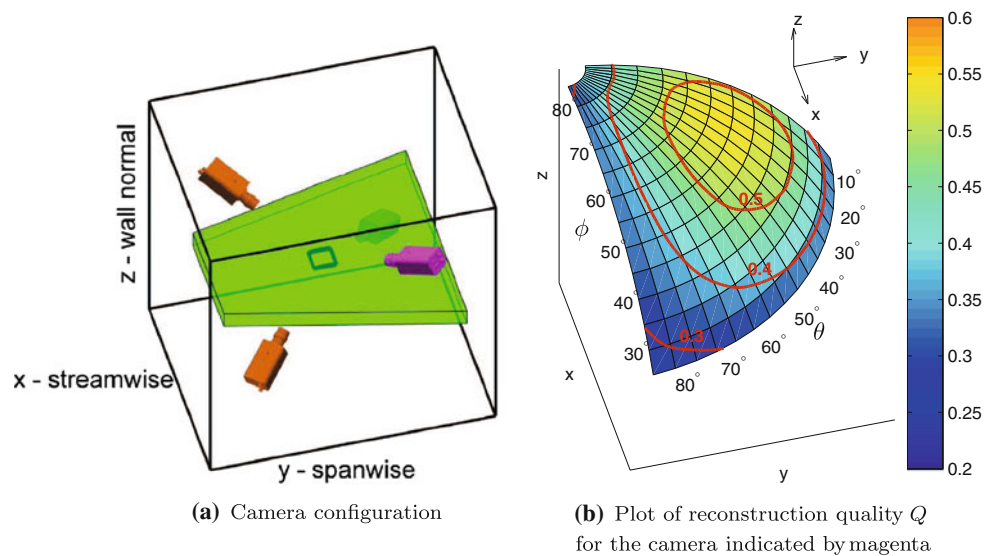 z - wall normal
x - streamwise
y - spanwise
(a) Camera configuration
z
y
x
z
ϕ
x
y
θ
80
70
60
50
40
30
10°
20°
30°
40°
50°
60°
70°
80°
0.5
0.4
0.3
0.6
0.55
0.5
0.45
0.4
0.35
0.3
0.25
0.2
(b) Plot of reconstruction quality Q
for the camera indicated by magenta